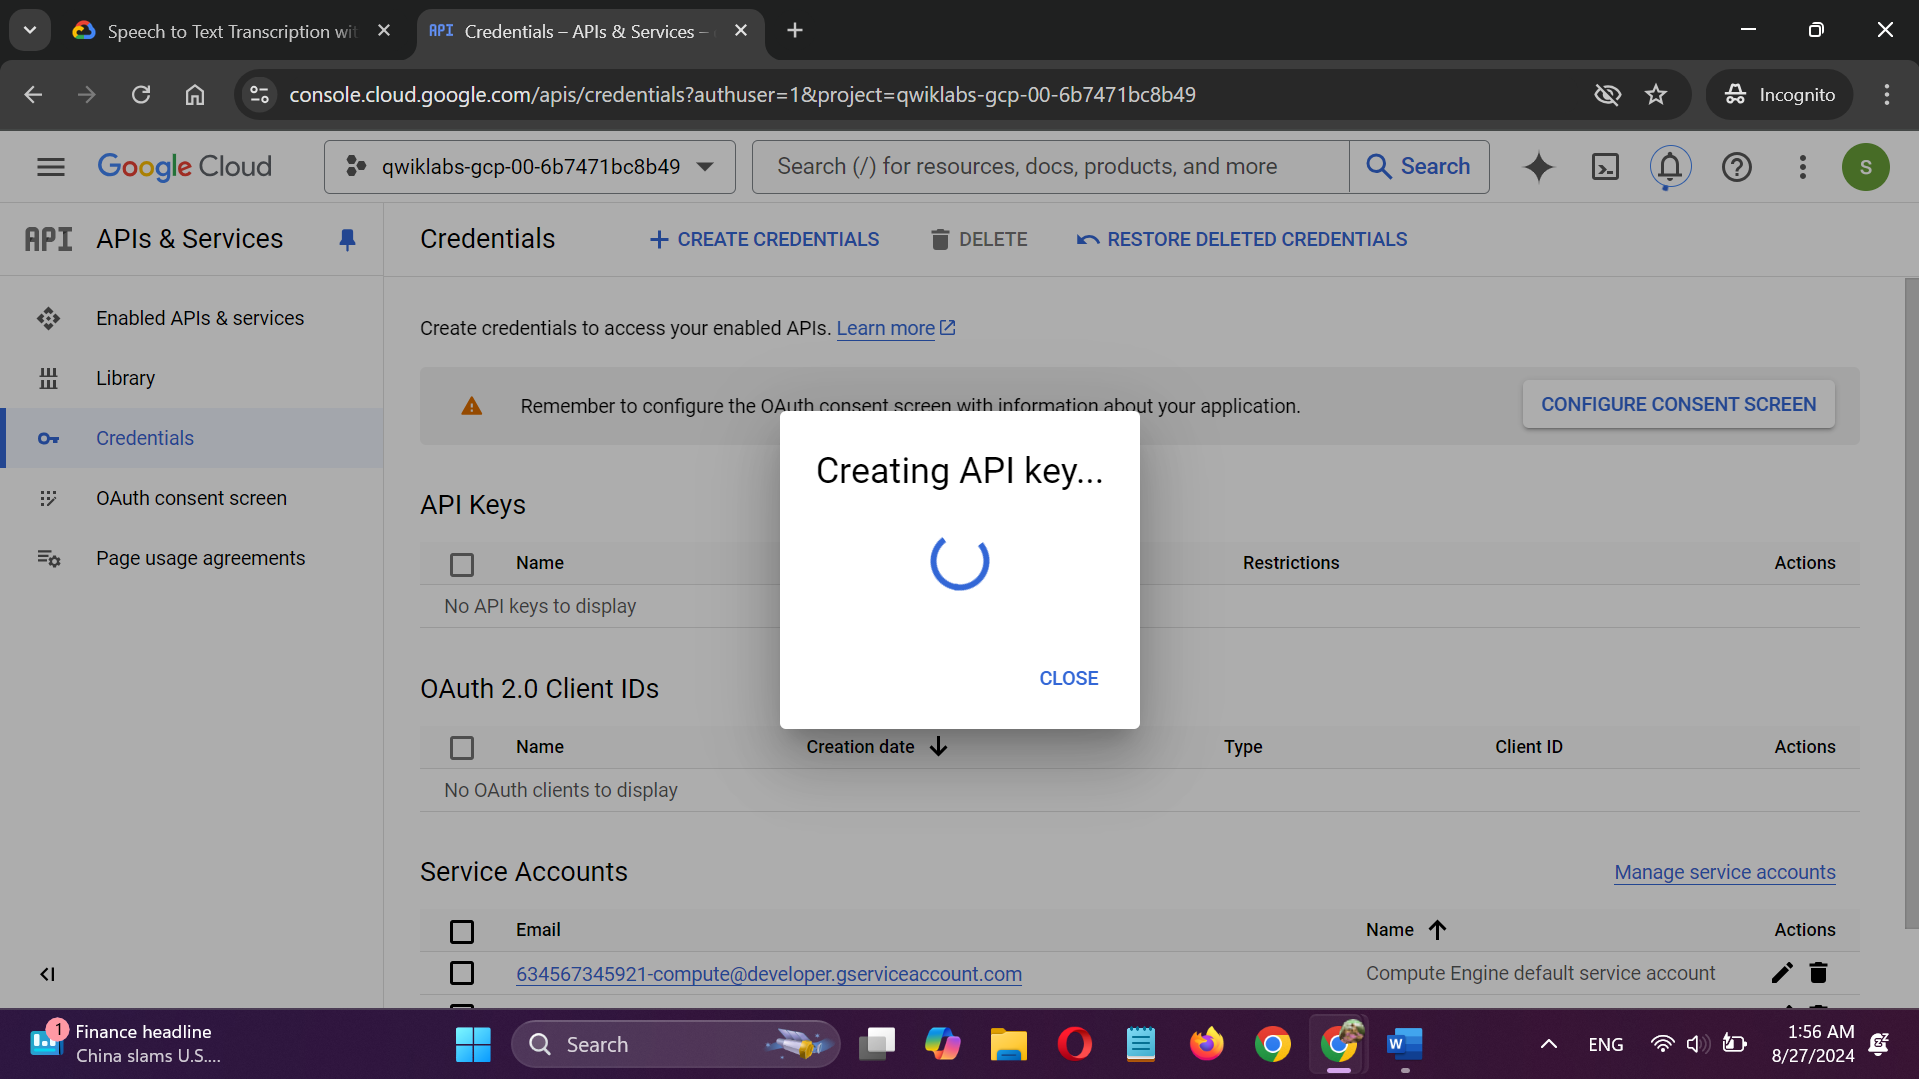 Speech to Text Transcription wit
API Credentials – APIs & Services –
console.cloud.google.com/apis/credentials?authuser=1&project=qwiklabs-gcp-00-6b7471bc8b49
Incognito
Google Cloud
qwiklabs-gcp-00-6b7471bc8b49
Search (/) for resources, docs, products, and more
Search
S
API APIs & Services
Credentials
CREATE CREDENTIALS
DELETE
RESTORE DELETED CREDENTIALS
Enabled APIs & services
Library
Credentials
OAuth consent screen
Page usage agreements
Create credentials to access your enabled APIs. Learn more
Remember to configure the OAuth consent screen with information about your application.
CONFIGURE CONSENT SCREEN
Creating API key...
CLOSE
API Keys
Name Restrictions Actions
No API keys to display
OAuth 2.0 Client IDs
Name Creation date Type Client ID Actions
No OAuth clients to display
Service Accounts
Manage service accounts
Email Name Actions
634567345921-compute@developer.gserviceaccount.com Compute Engine default service account
1
Finance headline
China slams U.S....
Search
W
ENG
1:56 AM
8/27/2024